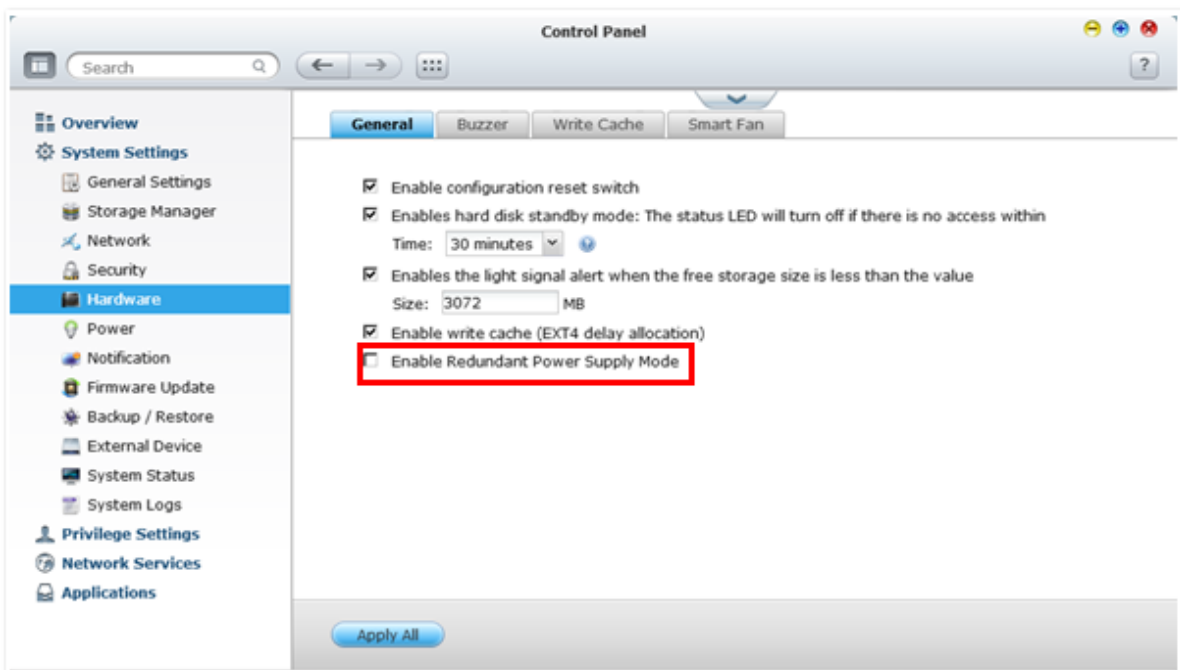 Control Panel
Search
?
Overview
System Settings
General Settings
Storage Manager
Network
Security
Hardware
Power
Notification
Firmware Update
Backup / Restore
External Device
System Status
System Logs
Privilege Settings
Network Services
Applications
General Buzzer Write Cache Smart Fan
Enable configuration reset switch
Enables hard disk standby mode: The status LED will turn off if there is no access within
Time: 30 minutes
Enables the light signal alert when the free storage size is less than the value
Size: 3072 MB
Enable write cache (EXT4 delay allocation)
Enable Redundant Power Supply Mode
Apply All